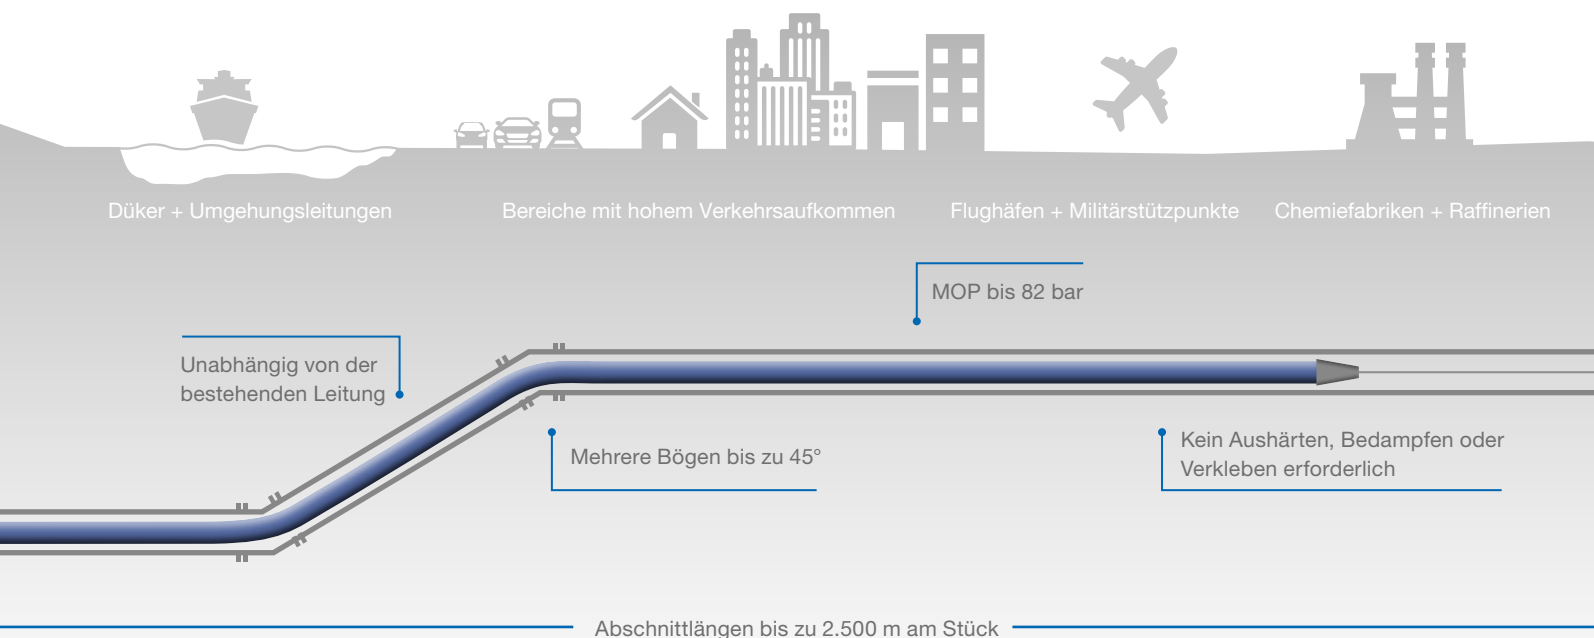 Düker + Umgehungsleitungen
Bereiche mit hohem Verkehrsaufkommen
Flughäfen + Militärstützpunkte
Chemiefabriken + Raffinerien
MOP bis 82 bar
Unabhängig von der
bestehenden Leitung
Mehrere Bögen bis zu 45°
Kein Aushärten, Bedampfen oder
Verkleben erforderlich
Abschnittlängen bis zu 2.500 m am Stück